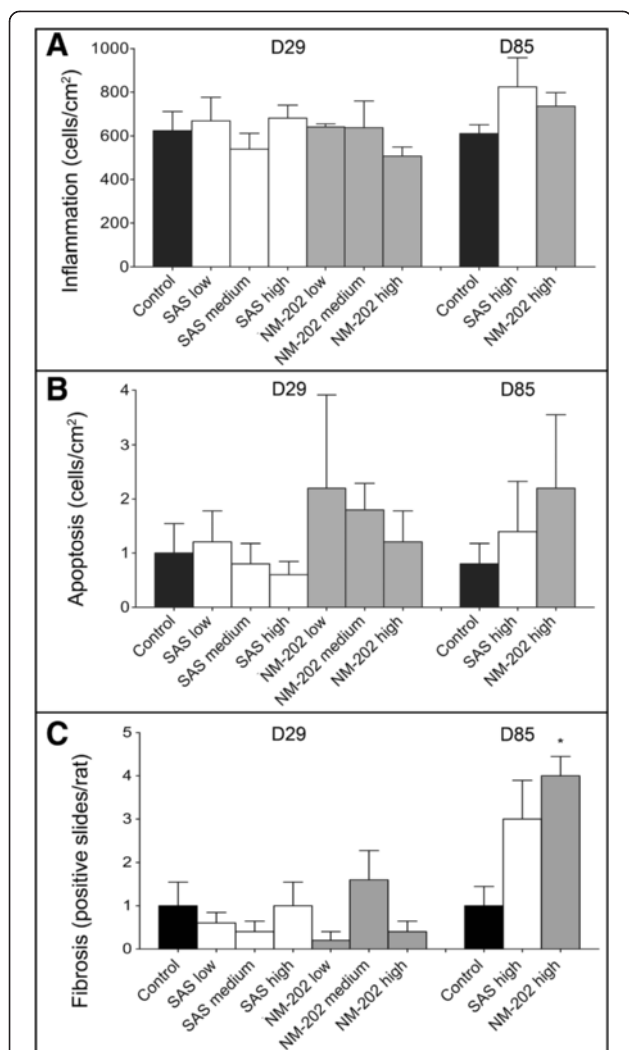 A
D29
D85
Inflammation (cells/cm²)
1000
800
600
400
200
0
Control
SAS low
SAS medium
SAS high
NM-202 low
NM-202 medium
NM-202 high
Control
SAS high
NM-202 high
B
D29
D85
Apoptosis (cells/cm²)
4
3
2
1
0
Control
SAS low
SAS medium
SAS high
NM-202 low
NM-202 medium
NM-202 high
Control
SAS high
NM-202 high
C
D29
D85
*
Fibrosis (positive slides/rat)
5
4
3
2
1
0
Control
SAS low
SAS medium
SAS high
NM-202 low
NM-202 medium
NM-202 high
Control
SAS high
NM-202 high